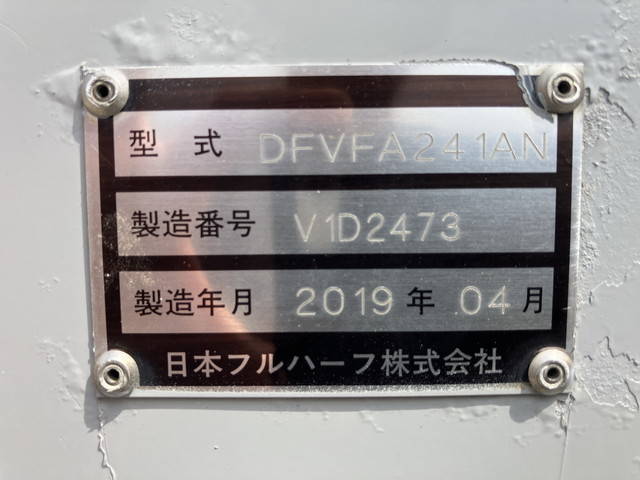 型 式 DFVFA241AN
製造番号 V1D2473
製造年月 2019 年 04 月
日本フルハーフ株式会社